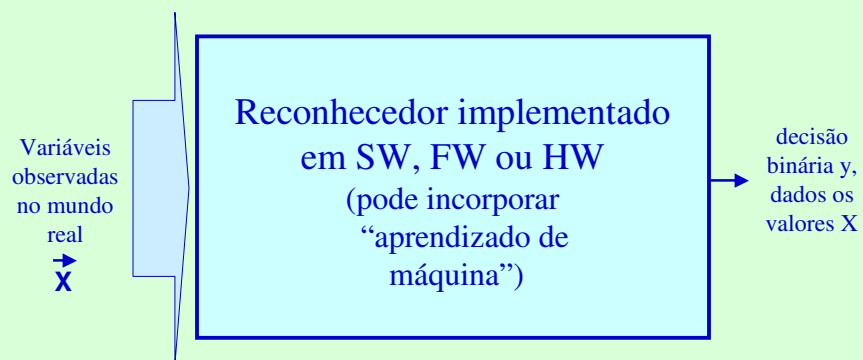 Variáveis
observadas
no mundo
real
X
Reconhecedor implementado
em SW, FW ou HW
(pode incorporar
“aprendizado de
máquina”)
decisão
binária y,
dados os
valores X